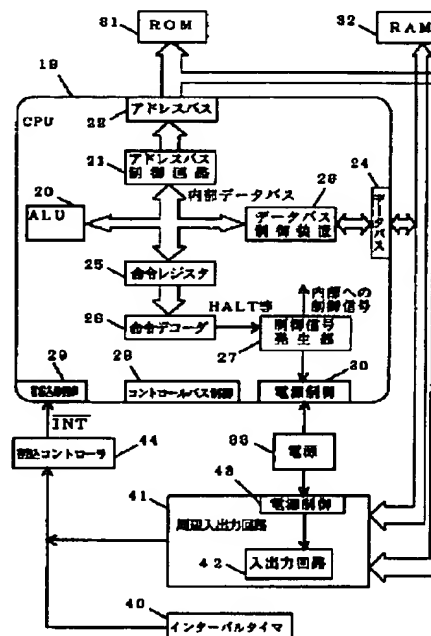 81
ROM
32
RAM
19
CPU
アドレスバス
22
アドレスバス
制御回路
21
内部データバス
24
20
ALU
データバス
制御装置
データバス
25
命令レジスタ
内部への
制御信号
HALT等
26
命令デコーダ
制御信号
発生部
27
29
28
30
コントロールバス制御
電源制御
INT
44
割込コントローラ
電源
41
43
電源制御
周辺入出力回路
入出力回路
42
40
インターバルタイマ